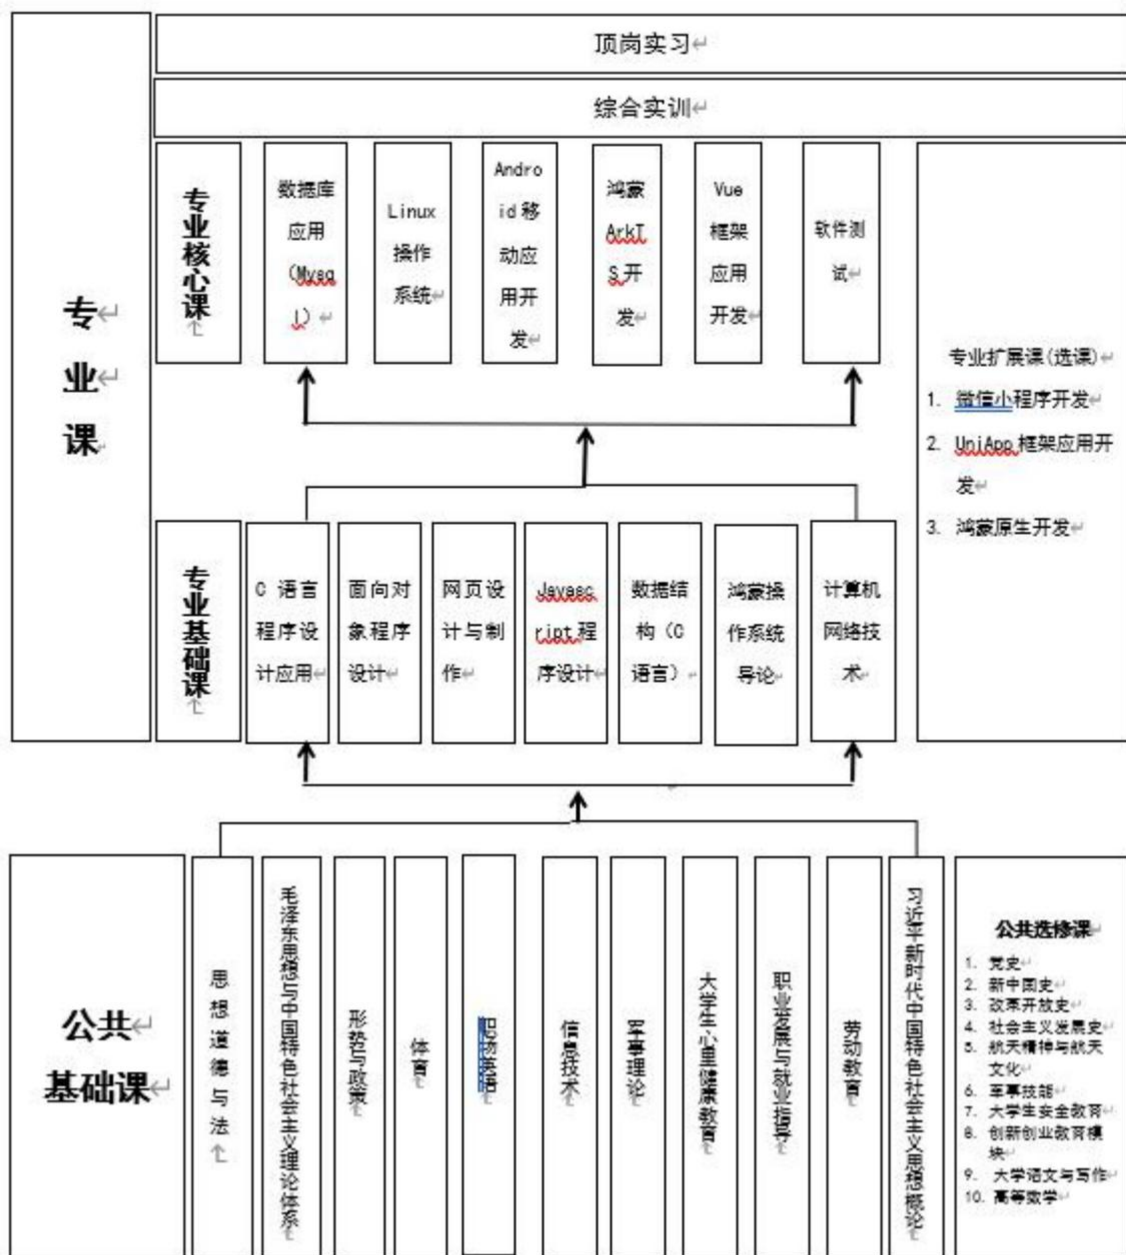 顶岗实习
综合实训
专
业
课
专业核心课
数据库
应用
（Mysq
l）
Linux
操作
系统
Andro
id移
动应
用开
发
鸿蒙
ArkT
S开
发
Vue
框架
应用
开发
软件测
试
专业扩展课(选课)
1. 微信小程序开发
2. UniApp框架应用开
发
3. 鸿蒙原生开发
专业基础课
C 语言
程序设
计应用
面向对
象程序
设计
网页设
计与制
作
Javasc
ript程
序设计
数据结
构（C
语言）
鸿蒙操
作系统
导论
计算机
网络技
术
公共
基础课
思想道德与法
毛泽东思想与中国特色社会主义理论体系
形势与政策
体育
职场英语
信息技术
军事理论
大学生心里健康教育
职业发展与就业指导
劳动教育
习近平新时代中国特色社会主义思想概论
公共选修课
1. 党史
2. 新中国史
3. 改革开放史
4. 社会主义发展史
5. 航天精神与航天
文化
6. 军事技能
7. 大学生安全教育
8. 创新创业教育模
块
9. 大学语文与写作
10. 高等数学